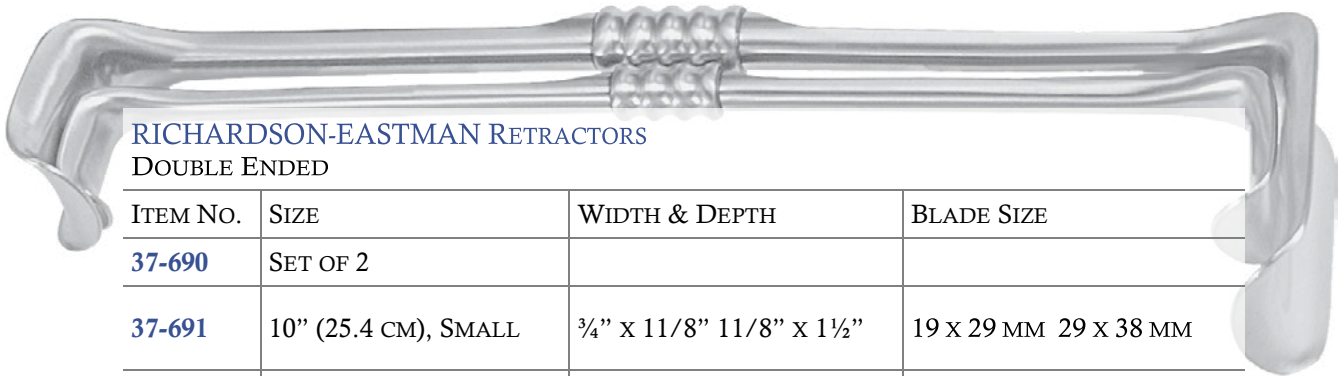 RICHARDSON-EASTMAN RETRACTORS
DOUBLE ENDED
ITEM NO. SIZE WIDTH & DEPTH BLADE SIZE
37-690 SET OF 2
37-691 10” (25.4 CM), SMALL ¾” X 11/8” 11/8” X 1½” 19 X 29 MM 29 X 38 MM